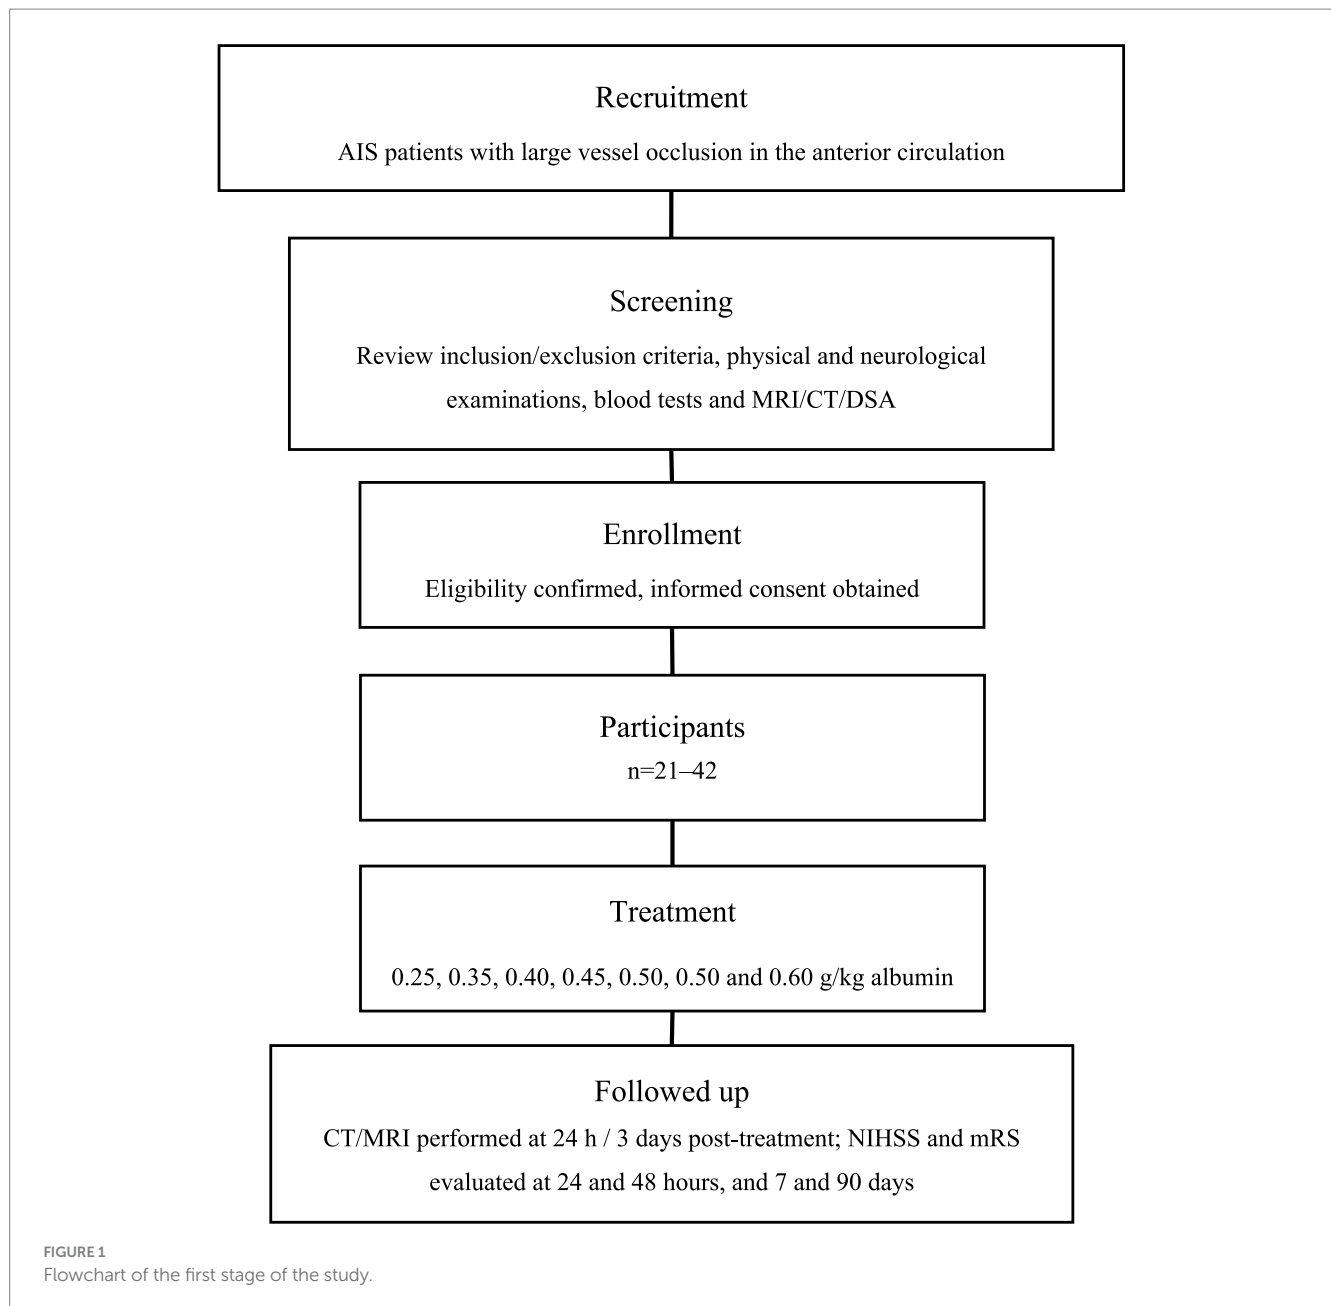 Recruitment
AIS patients with large vessel occlusion in the anterior circulation
Screening
Review inclusion/exclusion criteria, physical and neurological
examinations, blood tests and MRI/CT/DSA
Enrollment
Eligibility confirmed, informed consent obtained
Participants
n=21–42
Treatment
0.25, 0.35, 0.40, 0.45, 0.50, 0.50 and 0.60 g/kg albumin
Followed up
CT/MRI performed at 24 h / 3 days post-treatment; NIHSS and mRS
evaluated at 24 and 48 hours, and 7 and 90 days
FIGURE 1
Flowchart of the first stage of the study.